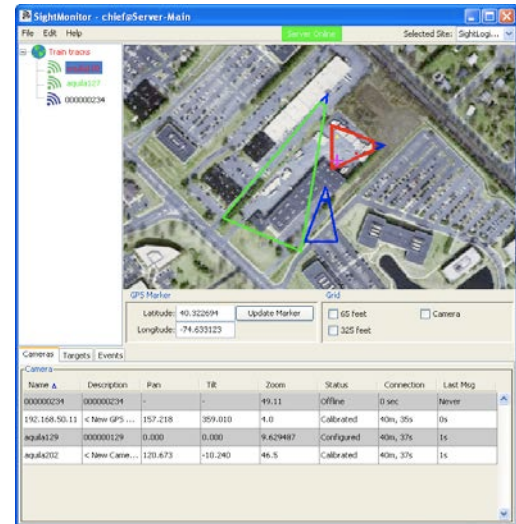 SightMonitor - chief@Server-Main
File Edit Help Server Online Selected Site: SightLogi...
Train tracks
aquila127
000000234
GPS Marker Grid
Latitude: 40.322694 Update Marker 65 feet Camera
Longitude: -74.633123 325 feet
Cameras Targets Events
Camera
Name Description Pan Tilt Zoom Status Connection Last Msg
000000234 000000234 - - 49.11 Offline 0 sec Never
192.168.50.11 < New GPS ... 157.218 359.010 4.0 Calibrated 40m, 35s 0s
aquila129 000000129 0.000 0.000 9.629487 Configured 40m, 37s 1s
aquila202 < New Came... 120.673 -10.240 46.5 Calibrated 40m, 37s 1s